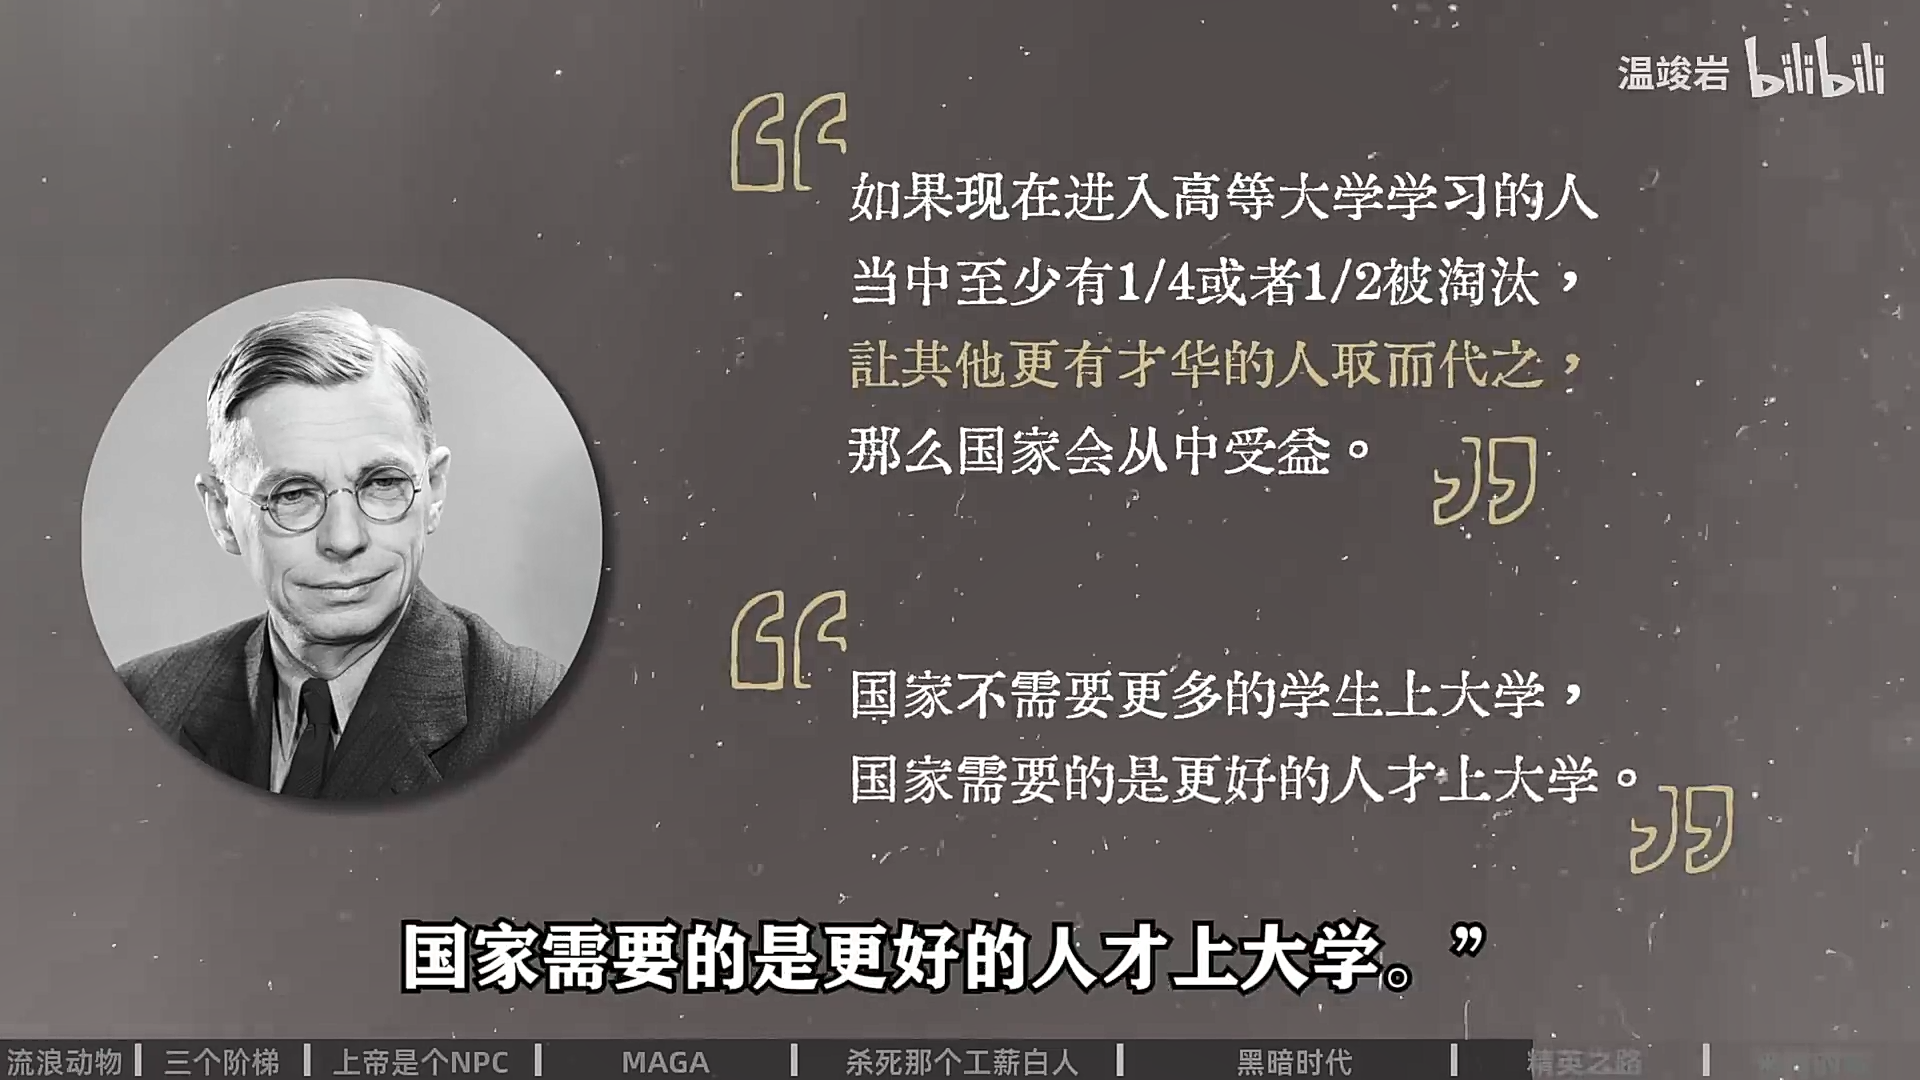 温竣岩 bilibili
如果现在进入高等大学学习的人
当中至少有1/4或者1/2被淘汰，
让其他更有才华的人取而代之，
那么国家会从中受益。
国家不需要更多的学生上大学，
国家需要的是更好的人才上大学。
国家需要的是更好的人才上大学。”
流浪动物 三个阶梯 上帝是个NPC MAGA 杀死那个工薪白人 黑暗时代 精英之路